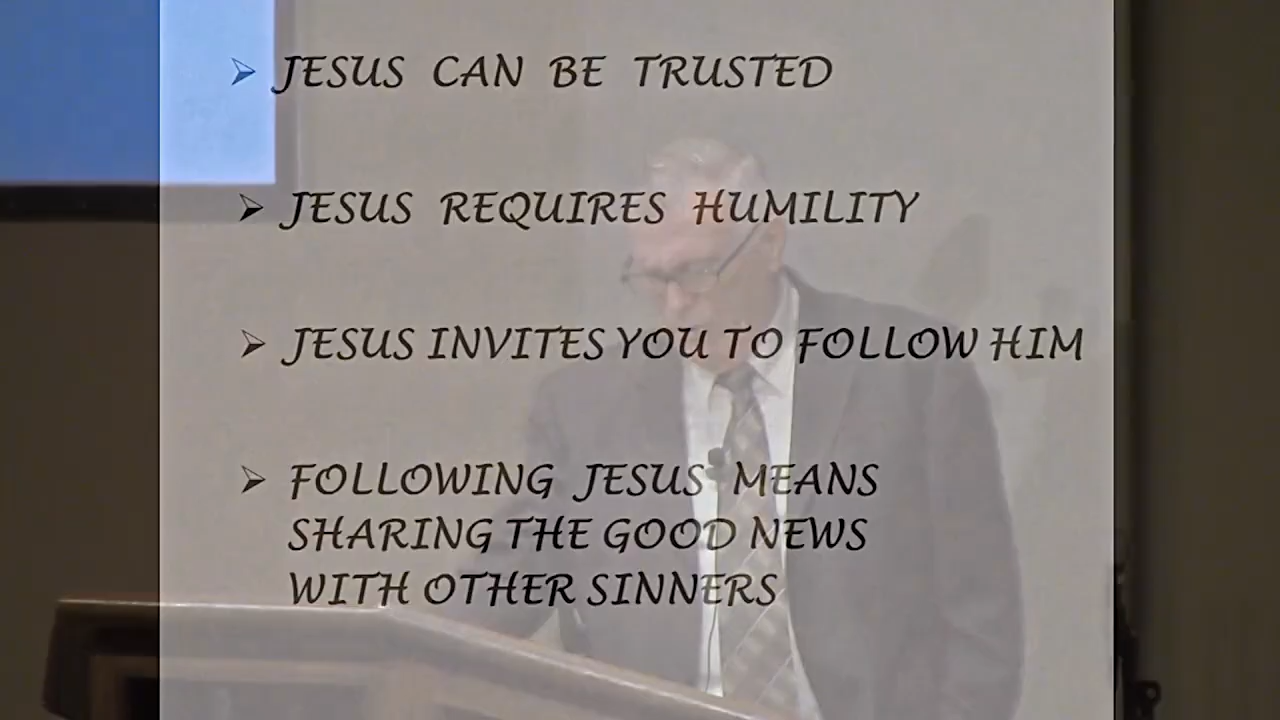 ➢ JESUS CAN BE TRUSTED
➢ JESUS REQUIRES HUMILITY
➢ JESUS INVITES YOU TO FOLLOW HIM
➢ FOLLOWING JESUS MEANS
SHARING THE GOOD NEWS
WITH OTHER SINNERS